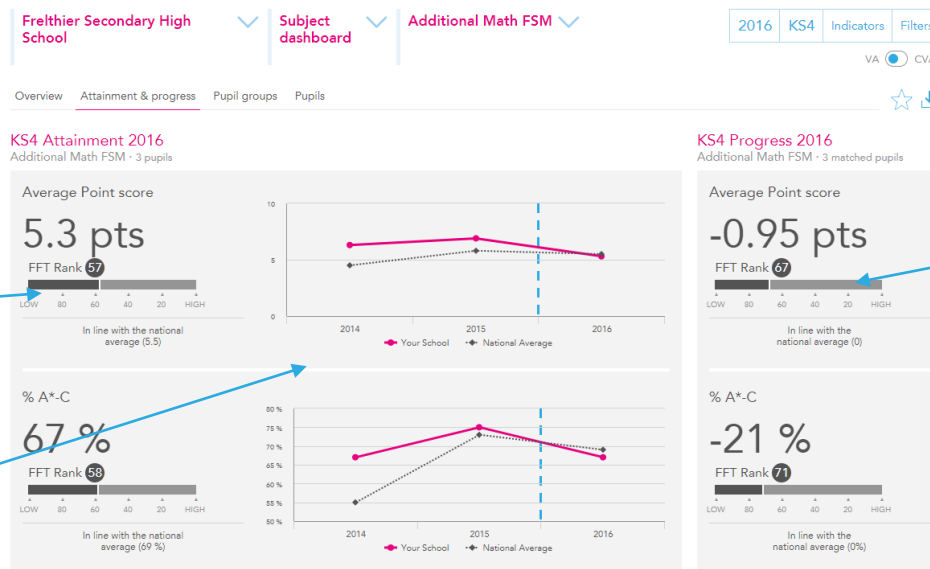 Frelthier Secondary High
School
Subject
dashboard
Additional Math FSM
2016
KS4
Indicators
Filters
VA
CV
Overview
Attainment & progress
Pupil groups
Pupils
KS4 Attainment 2016
Additional Math FSM · 3 pupils
Average Point score
5.3 pts
FFT Rank 57
LOW 80 60 40 20 HIGH
In line with the national
average (5.5)
10
5
0
2014 2015 2016
Your School National Average
% A*-C
67 %
FFT Rank 58
LOW 80 60 40 20 HIGH
In line with the national
average (69 %)
80 %
75 %
70 %
65 %
60 %
55 %
50 %
2014 2015 2016
Your School National Average
KS4 Progress 2016
Additional Math FSM · 3 matched pupils
Average Point score
-0.95 pts
FFT Rank 67
LOW 80 60 40 20 HIGH
In line with the
national average (0)
% A*-C
-21 %
FFT Rank 71
LOW 80 60 40 20 HIGH
In line with the
national average (0%)